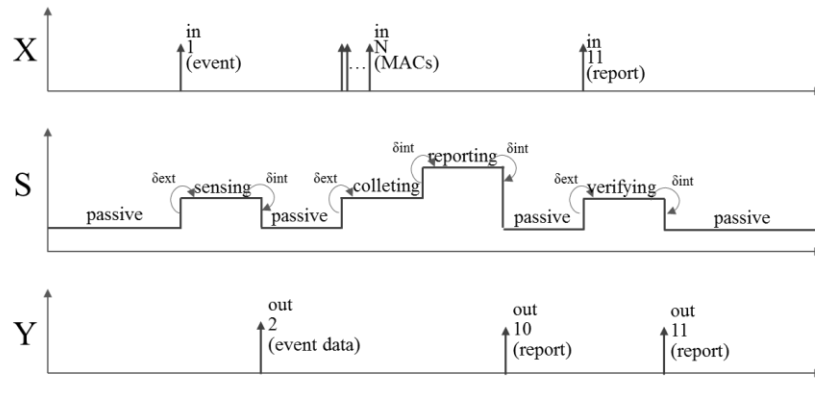 X
in
1
(event)
...
in
N
(MACs)
in
11
(report)
S
passive
δext
sensing
δint
passive
δext
colleting
δint
reporting
δint
passive
δext
verifying
δint
passive
Y
out
2
(event data)
out
10
(report)
out
11
(report)